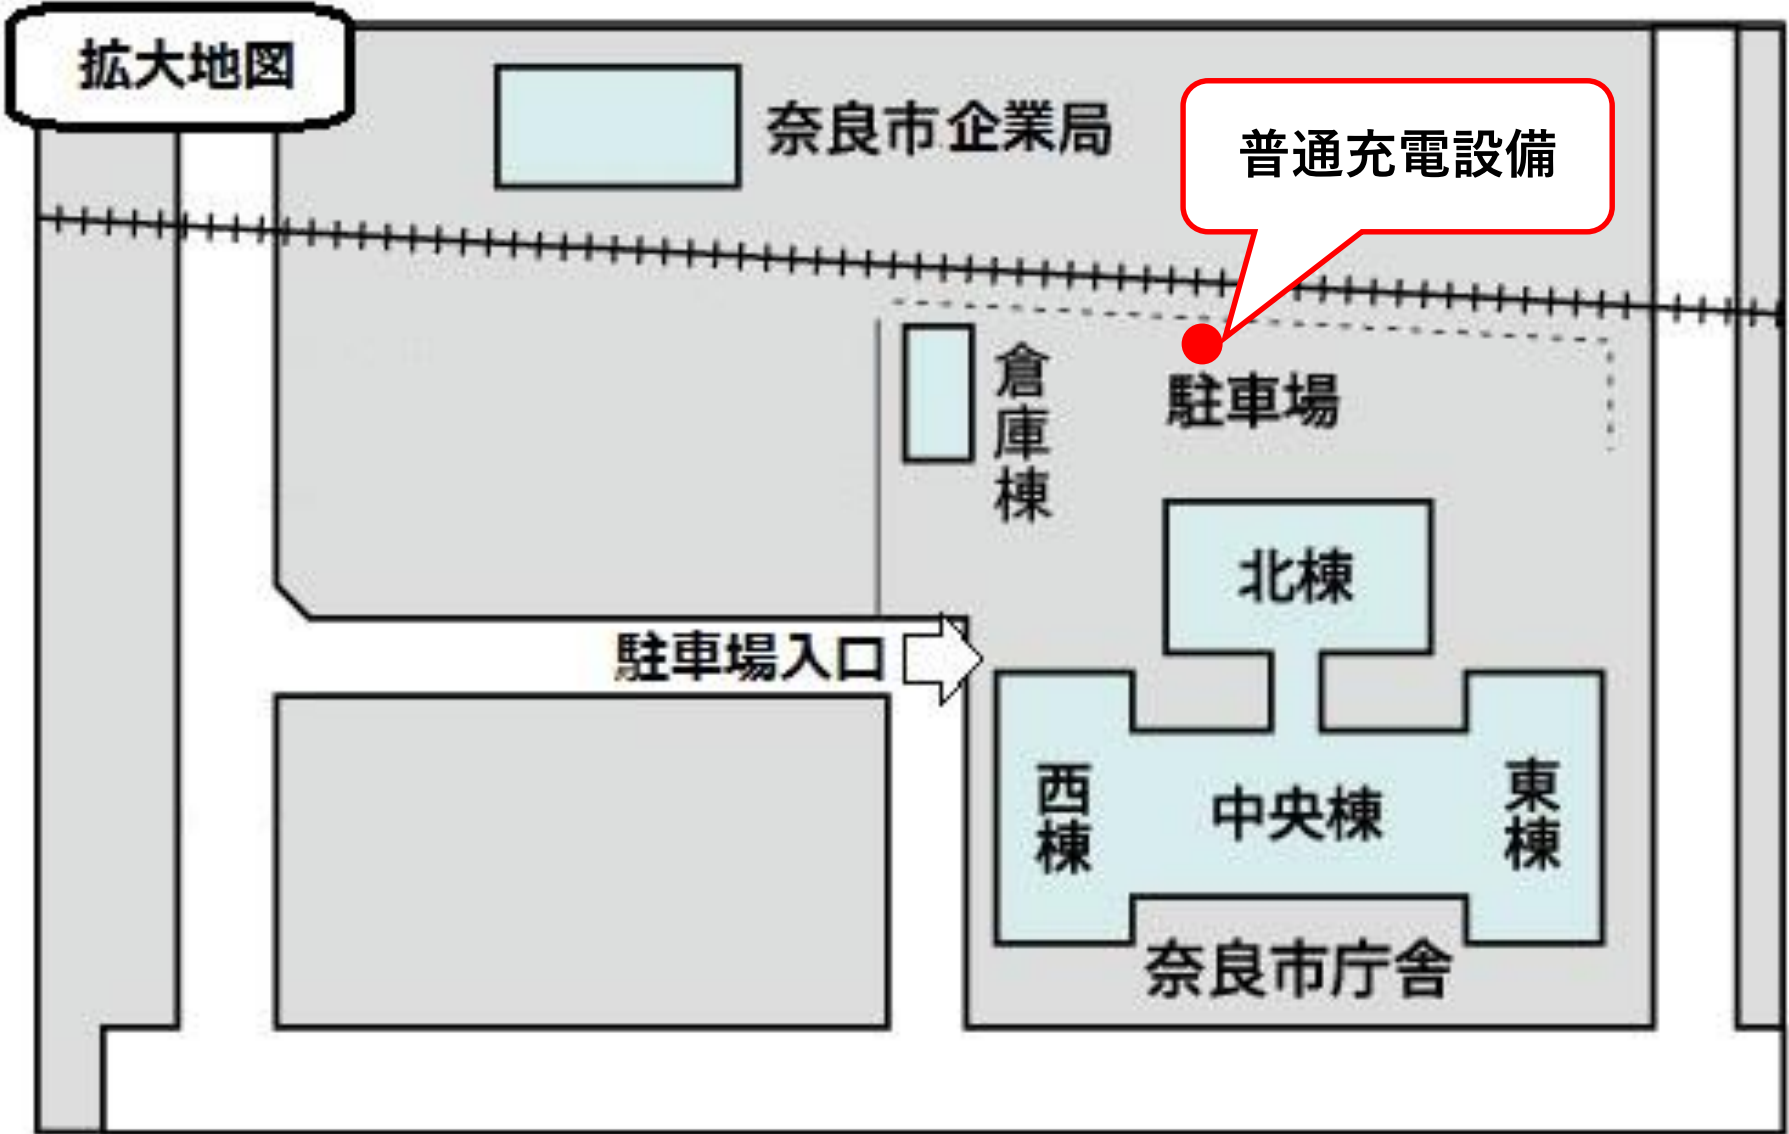 拡大地図
奈良市企業局
普通充電設備
倉庫棟
駐車場
北棟
駐車場入口
西棟
中央棟
東棟
奈良市庁舎